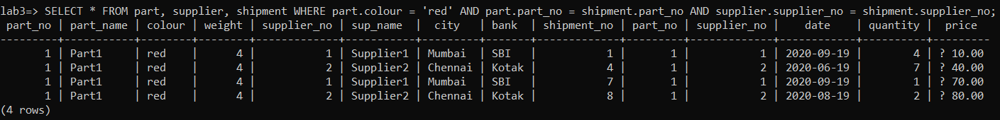 lab3=> SELECT * FROM part, supplier, shipment WHERE part.colour = 'red' AND part.part_no = shipment.part_no AND supplier.supplier_no = shipment.supplier_no;
 part_no | part_name | colour | weight | supplier_no | sup_name  |  city   | bank  | shipment_no | part_no | supplier_no |    date    | quantity |  price
---------+-----------+--------+--------+-------------+-----------+---------+-------+-------------+---------+-------------+------------+----------+---------
       1 | Part1     | red    |      4 |           1 | Supplier1 | Mumbai  | SBI   |           1 |       1 |           1 | 2020-09-19 |        4 | ? 10.00
       1 | Part1     | red    |      4 |           2 | Supplier2 | Chennai | Kotak |           4 |       1 |           2 | 2020-06-19 |        7 | ? 40.00
       1 | Part1     | red    |      4 |           1 | Supplier1 | Mumbai  | SBI   |           7 |       1 |           1 | 2020-09-19 |        1 | ? 70.00
       1 | Part1     | red    |      4 |           2 | Supplier2 | Chennai | Kotak |           8 |       1 |           2 | 2020-08-19 |        2 | ? 80.00
(4 rows)